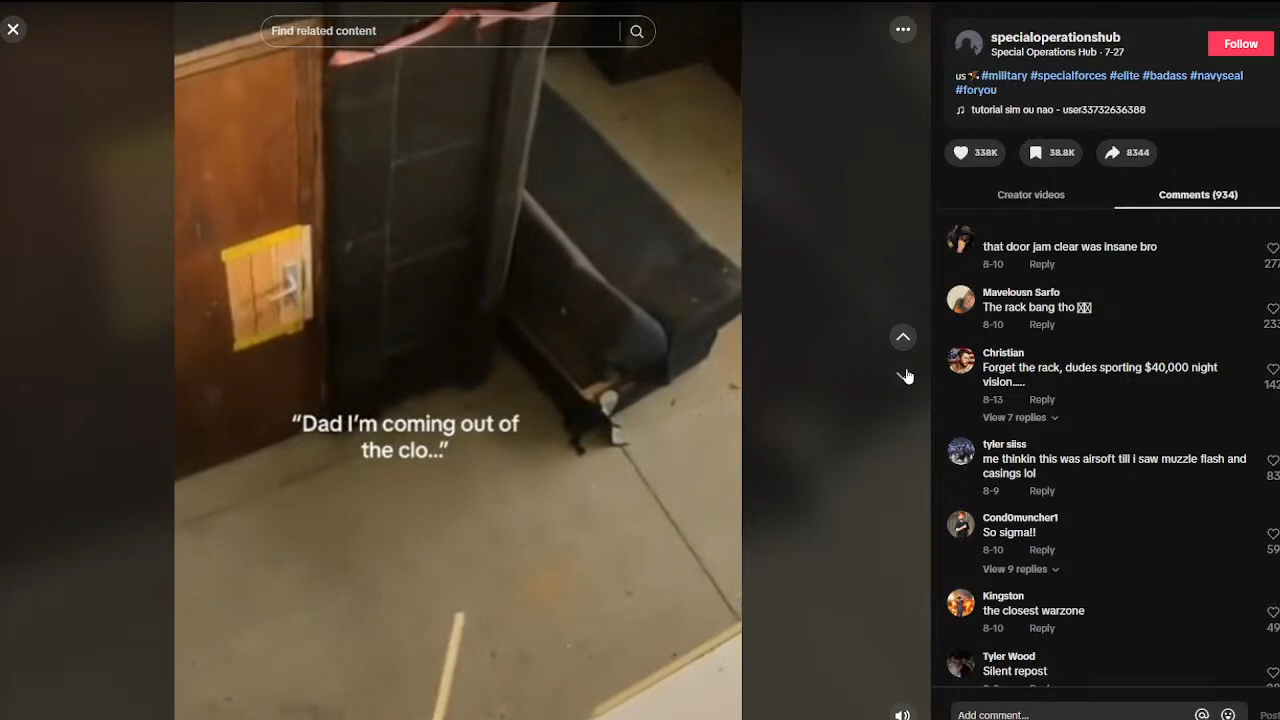 Find related content
"Dad I'm coming out of
the clo..."
specialoperationshub
Special Operations Hub · 7-27
Follow
us #military #specialforces #elite #badass #navyseal
#foryou
tutorial sim ou nao - user33732636388
338K
38.8K
8344
Creator videos
Comments (934)
that door jam clear was insane bro
277
8-10 Reply
Mavelousn Sarfo
The rack bang tho
233
8-10 Reply
Christian
Forget the rack, dudes sporting $40,000 night
vision.....
142
8-13 Reply
View 7 replies
tyler siiss
me thinkin this was airsoft till i saw muzzle flash and
casings lol
83
8-9 Reply
Cond0muncher1
So sigma!!
59
8-10 Reply
View 9 replies
Kingston
the closest warzone
49
8-10 Reply
Tyler Wood
Silent repost
Add comment...
Post